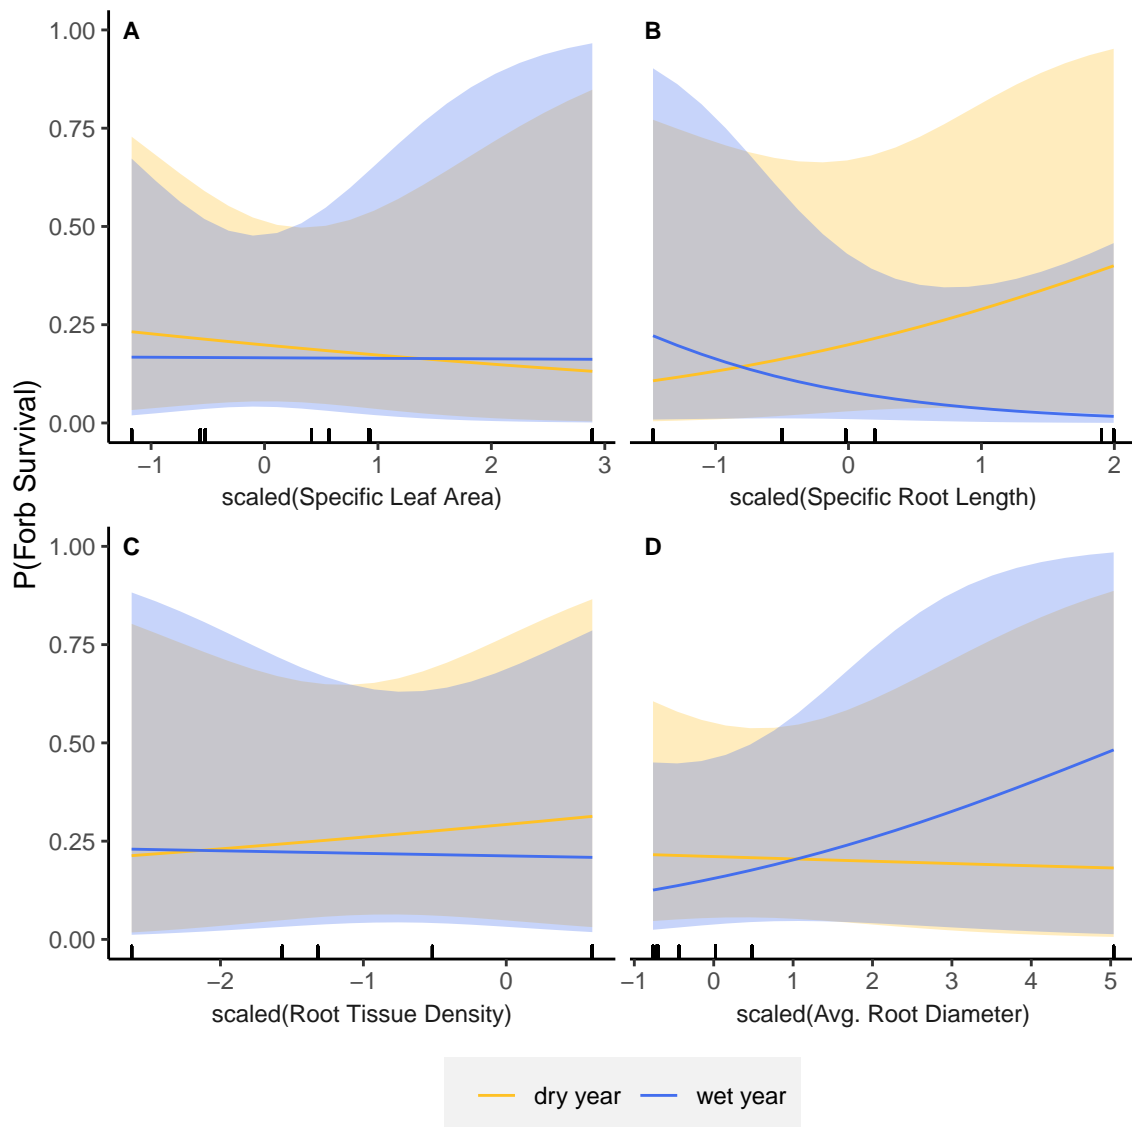 P(Forb Survival)
A
1.00
0.75
0.50
0.25
0.00
−1 0 1 2 3
scaled(Specific Leaf Area)
B
−1 0 1 2
scaled(Specific Root Length)
C
1.00
0.75
0.50
0.25
0.00
−2 −1 0
scaled(Root Tissue Density)
D
−1 0 1 2 3 4 5
scaled(Avg. Root Diameter)
dry year wet year